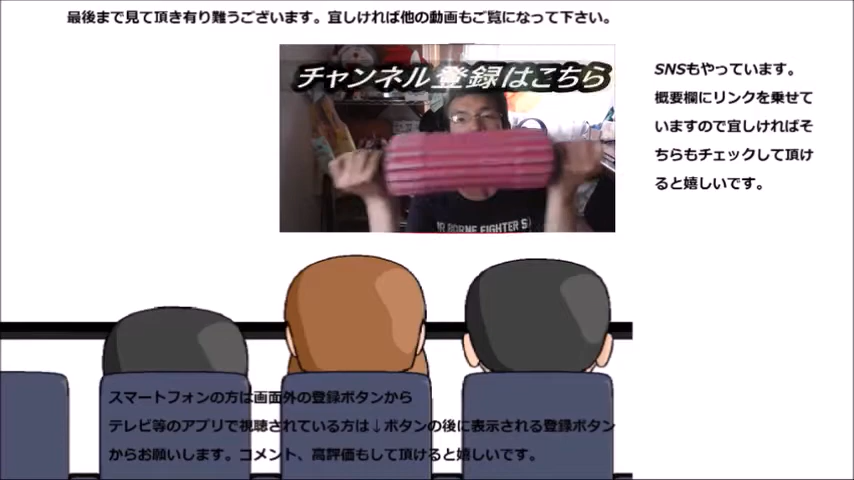 最後まで見て頂き有り難うございます。宜しければ他の動画もご覧になって下さい。
チャンネル登録はこちら
SNSもやっています。
概要欄にリンクを乗せて
いますので宜しければそ
ちらもチェックして頂け
ると嬉しいです。
FIGHTER
スマートフォンの方は画面外の登録ボタンから
テレビ等のアプリで視聴されている方は↓ボタンの後に表示される登録ボタン
からお願いします。コメント、高評価もして頂けると嬉しいです。